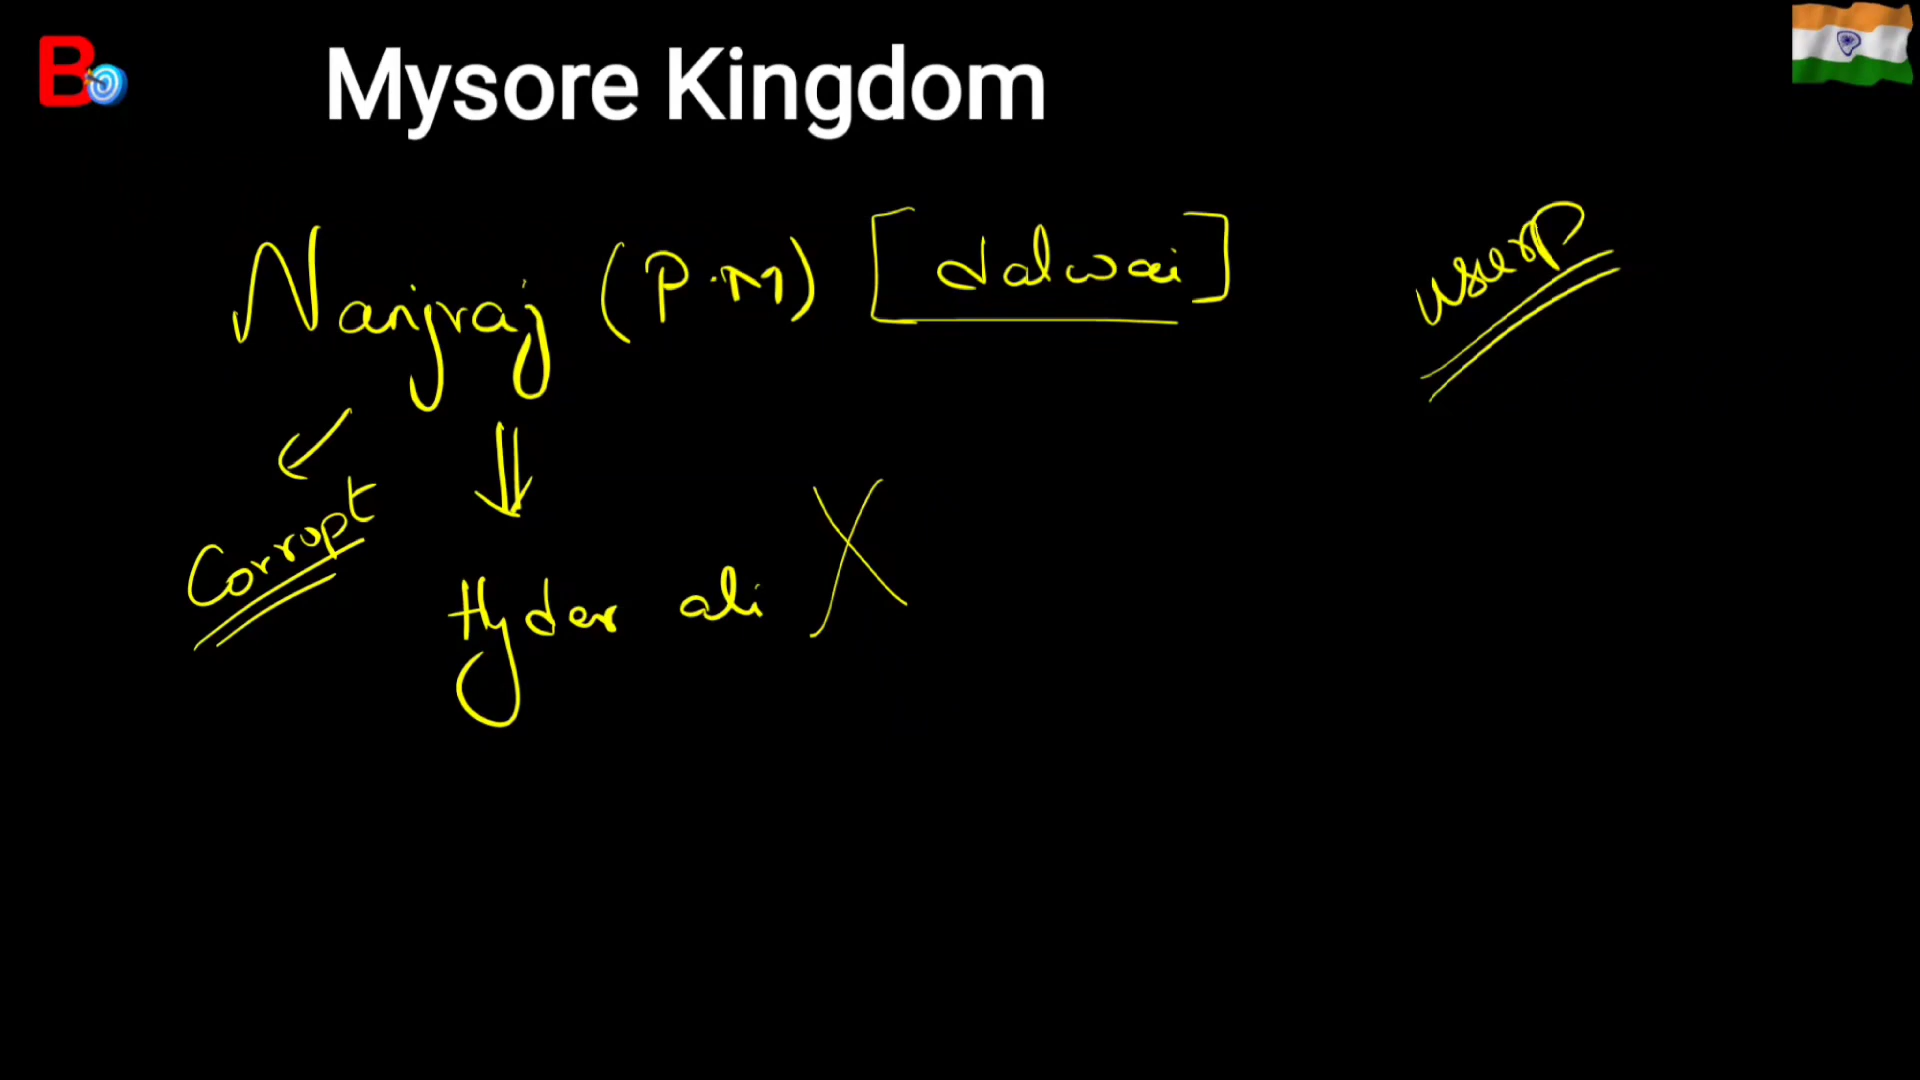 B
Mysore Kingdom
Nanjraj (P.M) [dalwai]
usurp
Corrupt
Hyder ali X